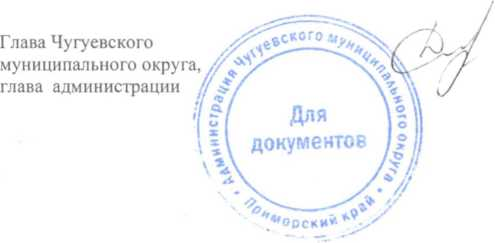 Глава Чугуевского
муниципального округа,
глава администрации
Администрация Чугуевского муниципального округа
Приморский край
Для
документов